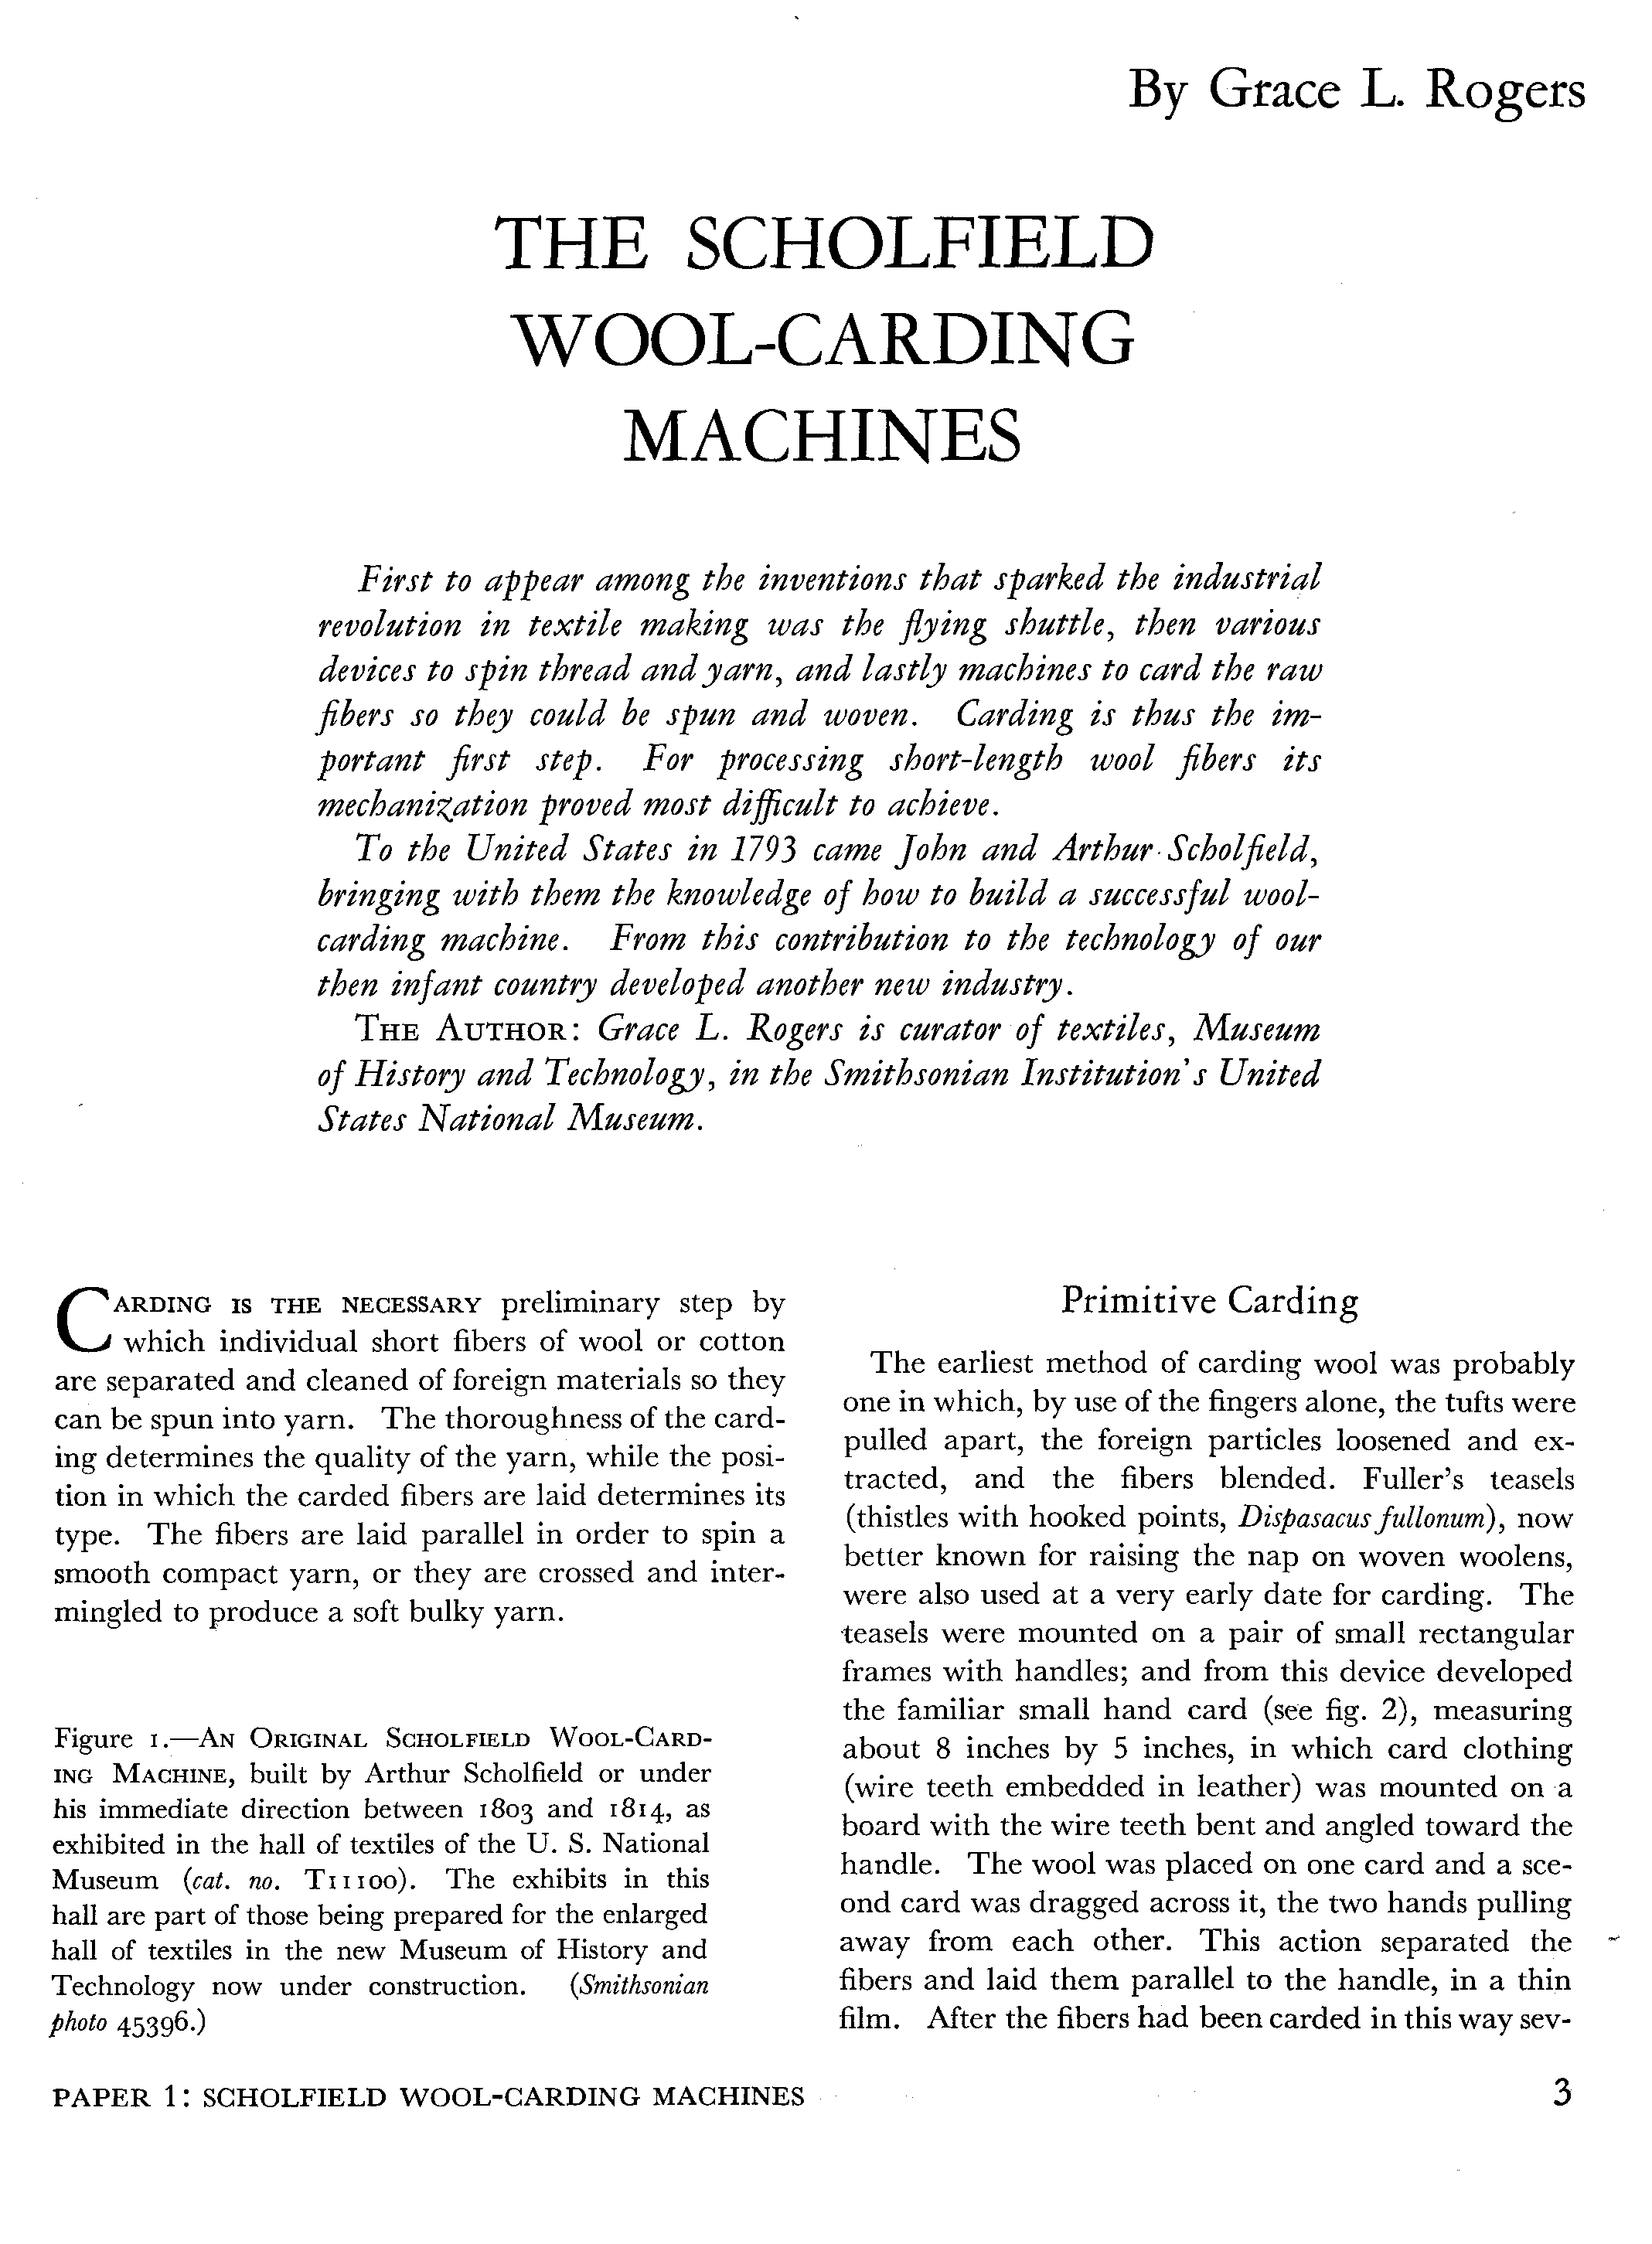 By Grace L. Rogers
THE SCHOLFIELD
WOOL-CARDING
MACHINES
First to appear among the inventions that sparked the industrial
revolution in textile making was the flying shuttle, then various
devices to spin thread and yarn, and lastly machines to card the raw
fibers so they could be spun and woven. Carding is thus the im-
portant first step. For processing short-length wool fibers its
mechanization proved most difficult to achieve.
To the United States in 1793 came John and Arthur Scholfield,
bringing with them the knowledge of how to build a successful wool-
carding machine. From this contribution to the technology of our
then infant country developed another new industry.
THE AUTHOR: Grace L. Rogers is curator of textiles, Museum
of History and Technology, in the Smithsonian Institution's United
States National Museum.
CARDING IS THE NECESSARY preliminary step by
which individual short fibers of wool or cotton
are separated and cleaned of foreign materials so they
can be spun into yarn. The thoroughness of the card-
ing determines the quality of the yarn, while the posi-
tion in which the carded fibers are laid determines its
type. The fibers are laid parallel in order to spin a
smooth compact yarn, or they are crossed and inter-
mingled to produce a soft bulky yarn.
Figure 1.—AN ORIGINAL SCHOLFIELD WOOL-CARD-
ING MACHINE, built by Arthur Scholfield or under
his immediate direction between 1803 and 1814, as
exhibited in the hall of textiles of the U. S. National
Museum (cat. no. T11100). The exhibits in this
hall are part of those being prepared for the enlarged
hall of textiles in the new Museum of History and
Technology now under construction. (Smithsonian
photo 45396.)
Primitive Carding
The earliest method of carding wool was probably
one in which, by use of the fingers alone, the tufts were
pulled apart, the foreign particles loosened and ex-
tracted, and the fibers blended. Fuller's teasels
(thistles with hooked points, Dispasacus fullonum), now
better known for raising the nap on woven woolens,
were also used at a very early date for carding. The
teasels were mounted on a pair of small rectangular
frames with handles; and from this device developed
the familiar small hand card (see fig. 2), measuring
about 8 inches by 5 inches, in which card clothing
(wire teeth embedded in leather) was mounted on a
board with the wire teeth bent and angled toward the
handle. The wool was placed on one card and a sce-
ond card was dragged across it, the two hands pulling
away from each other. This action separated the
fibers and laid them parallel to the handle, in a thin
film. After the fibers had been carded in this way sev-
PAPER 1: SCHOLFIELD WOOL-CARDING MACHINES
3